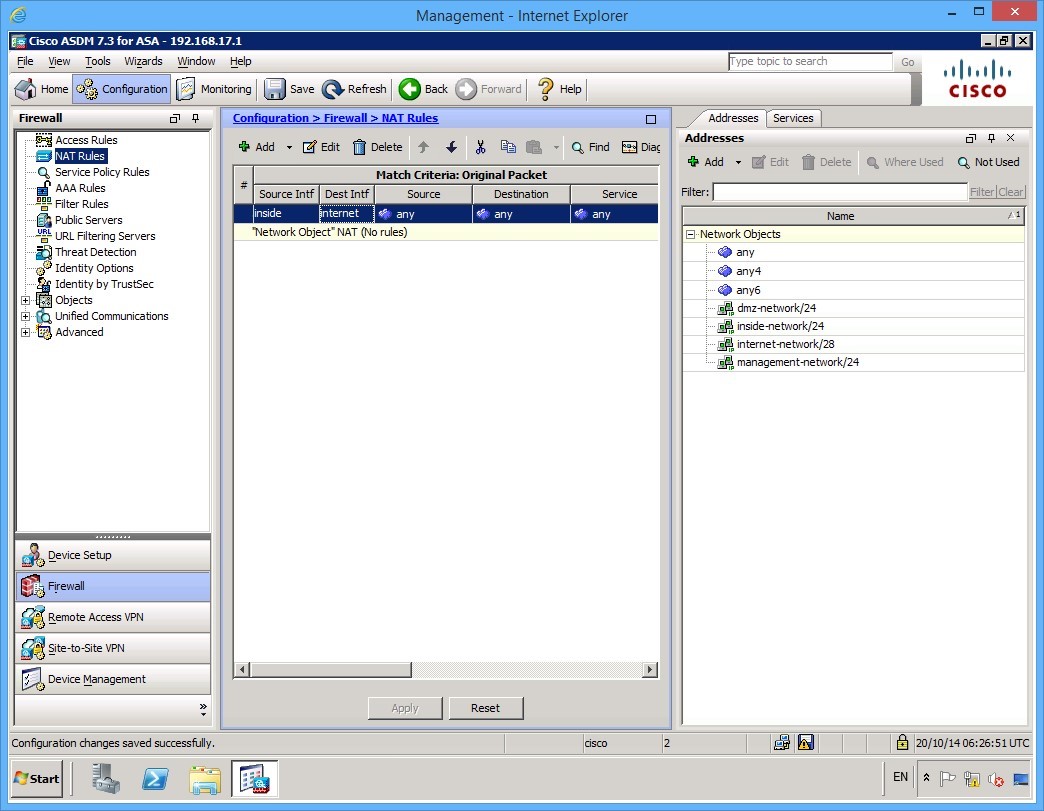 Management - Internet Explorer
Cisco ASDM 7.3 for ASA - 192.168.17.1
File View Tools Wizards Window Help
Type topic to search Go
Home Configuration Monitoring Save Refresh Back Forward Help
CISCO
Firewall
Access Rules
NAT Rules
Service Policy Rules
AAA Rules
Filter Rules
Public Servers
URL Filtering Servers
Threat Detection
Identity Options
Identity by TrustSec
Objects
Unified Communications
Advanced
Device Setup
Firewall
Remote Access VPN
Site-to-Site VPN
Device Management
Configuration > Firewall > NAT Rules
Add Edit Delete Find Diag
# Match Criteria: Original Packet
Source Intf Dest Intf Source Destination Service
inside internet any any any
"Network Object" NAT (No rules)
Apply Reset
Addresses Services
Addresses
Add Edit Delete Where Used Not Used
Filter: Filter Clear
Name 1
Network Objects
any
any4
any6
dmz-network/24
inside-network/24
internet-network/28
management-network/24
Configuration changes saved successfully. cisco 2 20/10/14 06:26:51 UTC
Start EN